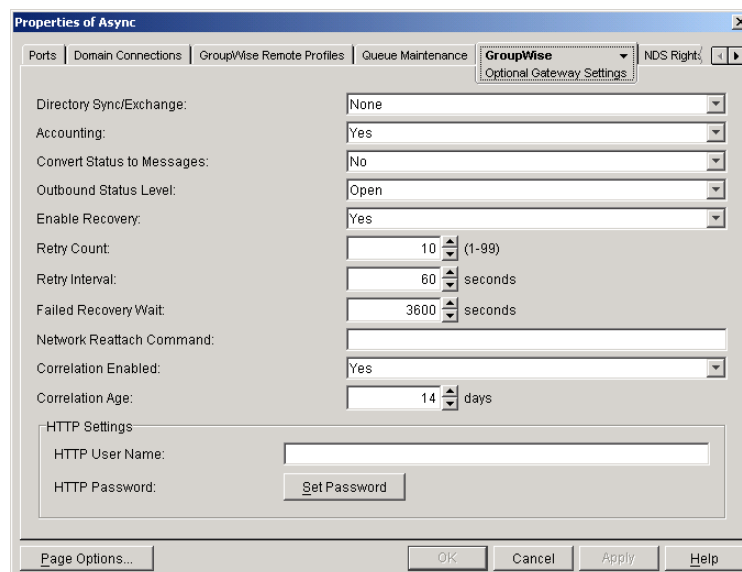 Properties of Async
Ports
Domain Connections
GroupWise Remote Profiles
Queue Maintenance
GroupWise
Optional Gateway Settings
NDS Rights
Directory Sync/Exchange: None
Accounting: Yes
Convert Status to Messages: No
Outbound Status Level: Open
Enable Recovery: Yes
Retry Count: 10 (1-99)
Retry Interval: 60 seconds
Failed Recovery Wait: 3600 seconds
Network Reattach Command:
Correlation Enabled: Yes
Correlation Age: 14 days
HTTP Settings
HTTP User Name:
HTTP Password: Set Password
Page Options... OK Cancel Apply Help